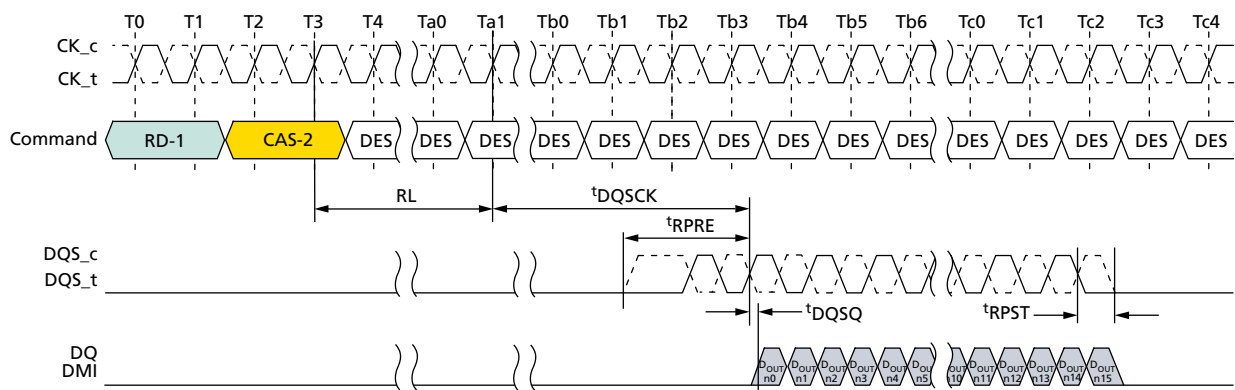 T0 T1 T2 T3 T4 Ta0 Ta1 Tb0 Tb1 Tb2 Tb3 Tb4 Tb5 Tb6 Tc0 Tc1 Tc2 Tc3 Tc4
CK_c
CK_t
Command RD-1 CAS-2 DES DES DES DES DES DES DES DES DES DES DES DES DES DES DES
RL tDQSCK
tRPRE
DQS_c
DQS_t
tDQSQ tRPST
DQ
DMI
DOUT n0 DOUT n1 DOUT n2 DOUT n3 DOUT n4 DOUT n5 DOUT n10 DOUT n11 DOUT n12 DOUT n13 DOUT n14 DOUT n15